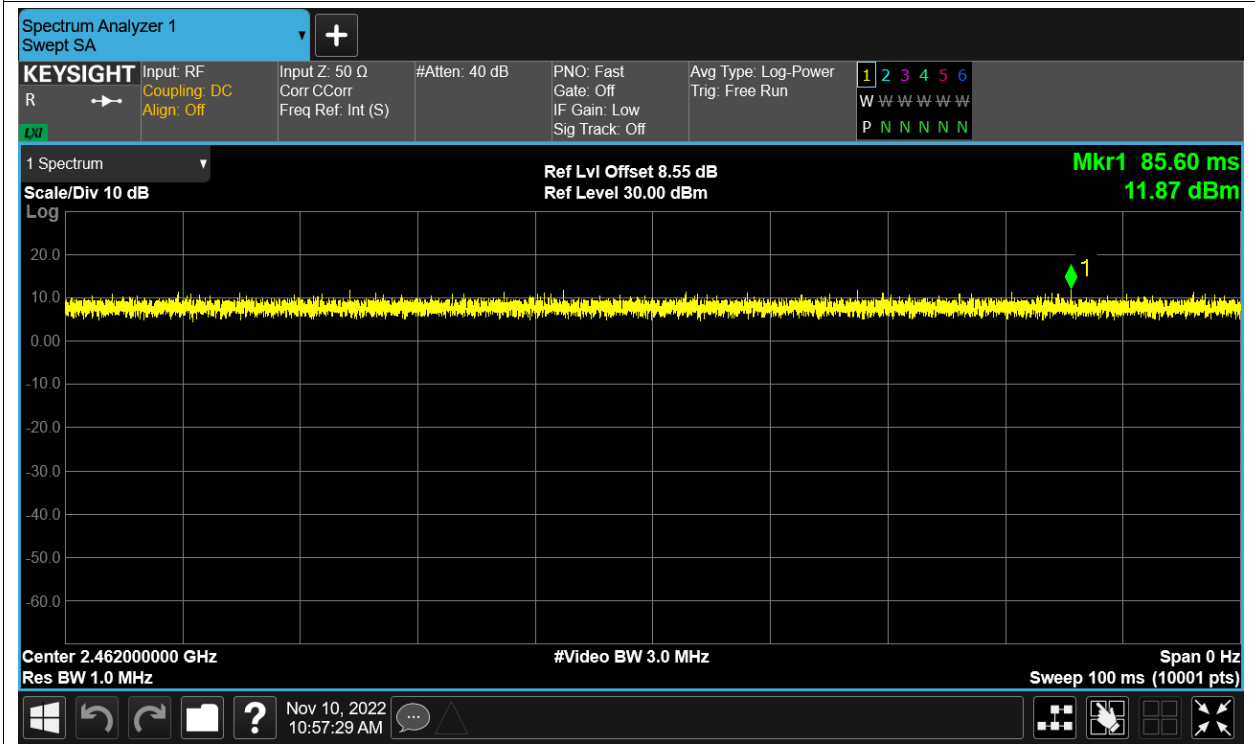 Spectrum Analyzer 1
Swept SA
KEYSIGHT
R
LXI
Input: RF
Coupling: DC
Align: Off
Input Z: 50 Ω
Corr CCorr
Freq Ref: Int (S)
#Atten: 40 dB
PNO: Fast
Gate: Off
IF Gain: Low
Sig Track: Off
Avg Type: Log-Power
Trig: Free Run
1 2 3 4 5 6
W W W W W W
P N N N N N
1 Spectrum
Scale/Div 10 dB
Ref Lvl Offset 8.55 dB
Ref Level 30.00 dBm
Mkr1 85.60 ms
11.87 dBm
Log
20.0
10.0
0.00
-10.0
-20.0
-30.0
-40.0
-50.0
-60.0
1
Center 2.462000000 GHz
Res BW 1.0 MHz
#Video BW 3.0 MHz
Span 0 Hz
Sweep 100 ms (10001 pts)
?
Nov 10, 2022
10:57:29 AM